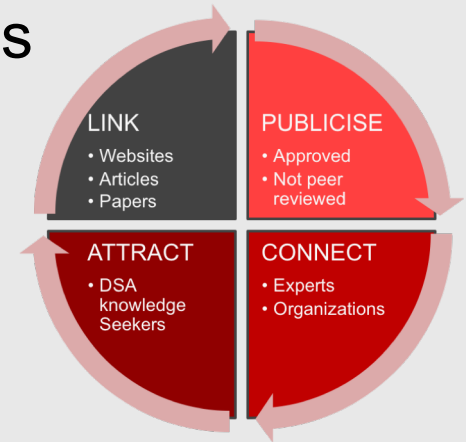 s
LINK
• Websites
• Articles
• Papers
PUBLICISE
• Approved
• Not peer
reviewed
ATTRACT
• DSA
knowledge
Seekers
CONNECT
• Experts
• Organizations